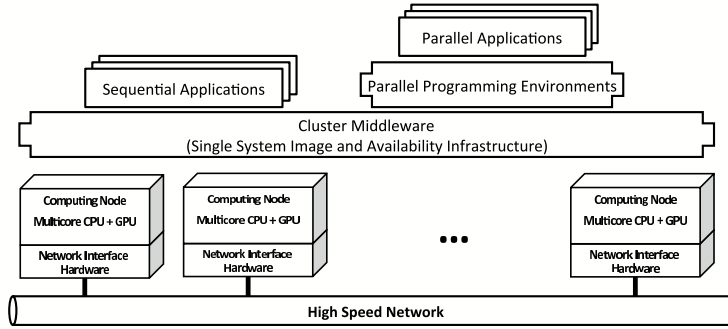 Parallel Applications
Sequential Applications
Parallel Programming Environments
Cluster Middleware
(Single System Image and Availability Infrastructure)
Computing Node
Multicore CPU + GPU
Network Interface
Hardware
Computing Node
Multicore CPU + GPU
Network Interface
Hardware
...
Computing Node
Multicore CPU + GPU
Network Interface
Hardware
High Speed Network